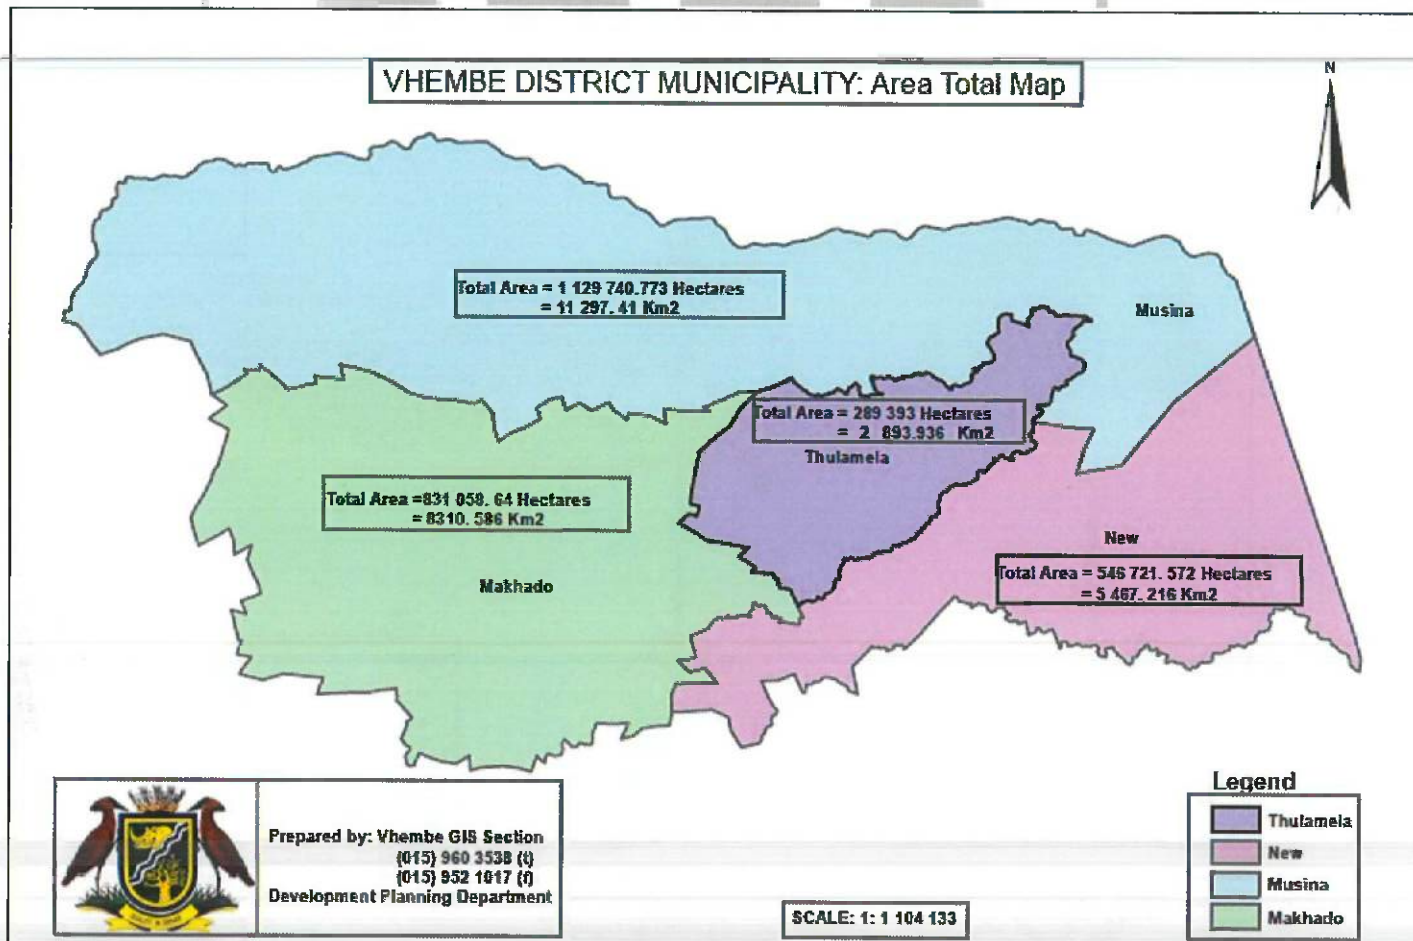 VHEMBE DISTRICT MUNICIPALITY: Area Total Map
N
Total Area = 1 129 740.773 Hectares
= 11 297. 41 Km2
Musina
Total Area = 289 393 Hectares
= 2 893.936 Km2
Thulamela
Total Area =831 058. 64 Hectares
= 8310. 586 Km2
Makhado
New
Total Area = 546 721. 572 Hectares
= 5 467. 216 Km2
Prepared by: Vhembe GIS Section
(015) 960 3538 (t)
(015) 952 1017 (f)
Development Planning Department
SCALE: 1: 1 104 133
Legend
Thulamela
New
Musina
Makhado